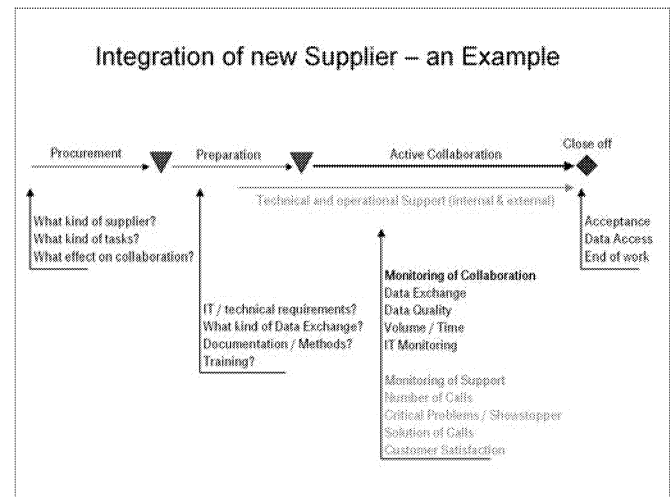 Integration of new Supplier – an Example
Procurement
Preparation
Active Collaboration
Close off
Technical and operational Support (internal & external)
What kind of supplier?
What kind of tasks?
What effect on collaboration?
IT / technical requirements?
What kind of Data Exchange?
Documentation / Methods?
Training?
Monitoring of Collaboration
Data Exchange
Data Quality
Volume / Time
IT Monitoring
Monitoring of Support
Number of Calls
Critical Problems / Showstopper
Solution of Calls
Customer Satisfaction
Acceptance
Data Access
End of work